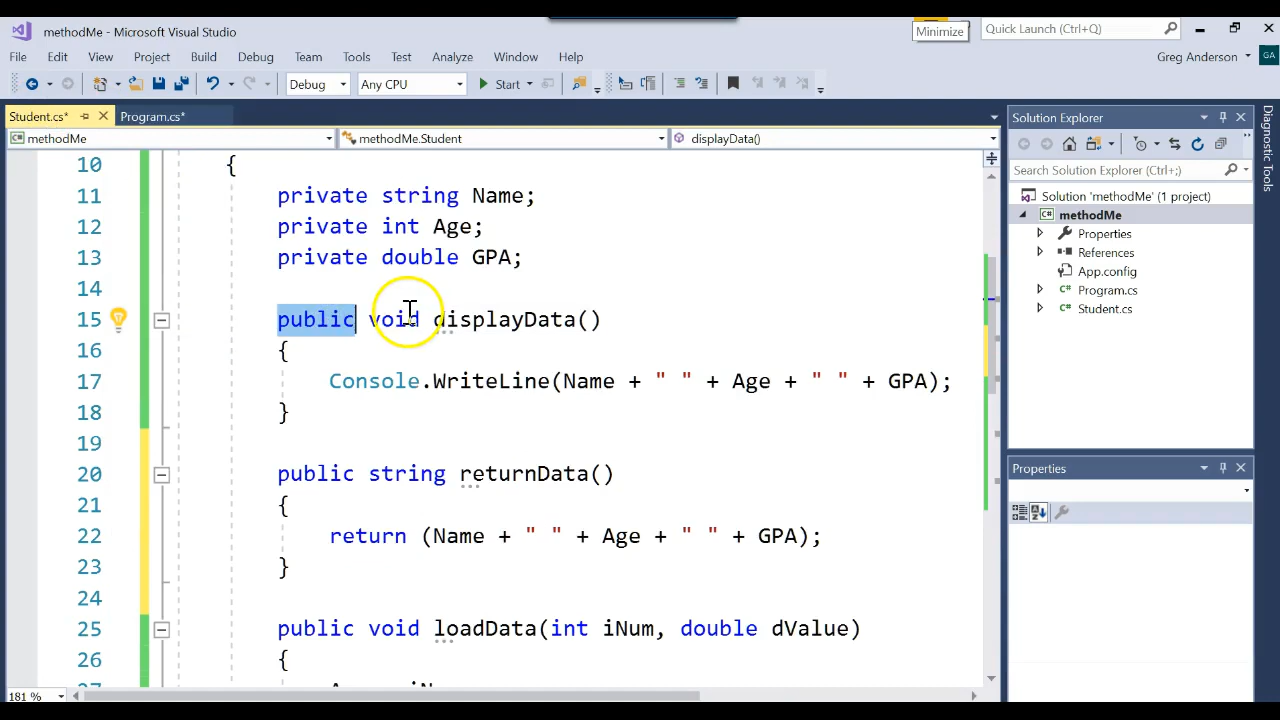 methodMe - Microsoft Visual Studio
Minimize
Quick Launch (Ctrl+Q)
File Edit View Project Build Debug Team Tools Test Analyze Window Help
Greg Anderson
GA
Debug Any CPU Start
Student.cs* Program.cs*
methodMe methodMe.Student displayData()
10 {
11 private string Name;
12 private int Age;
13 private double GPA;
14
15 public void displayData()
16 {
17 Console.WriteLine(Name + " " + Age + " " + GPA);
18 }
19
20 public string returnData()
21 {
22 return (Name + " " + Age + " " + GPA);
23 }
24
25 public void loadData(int iNum, double dValue)
26 {
181 %
Solution Explorer
Search Solution Explorer (Ctrl+;)
Solution 'methodMe' (1 project)
C# methodMe
Properties
References
App.config
C# Program.cs
C# Student.cs
Properties
Diagnostic Tools